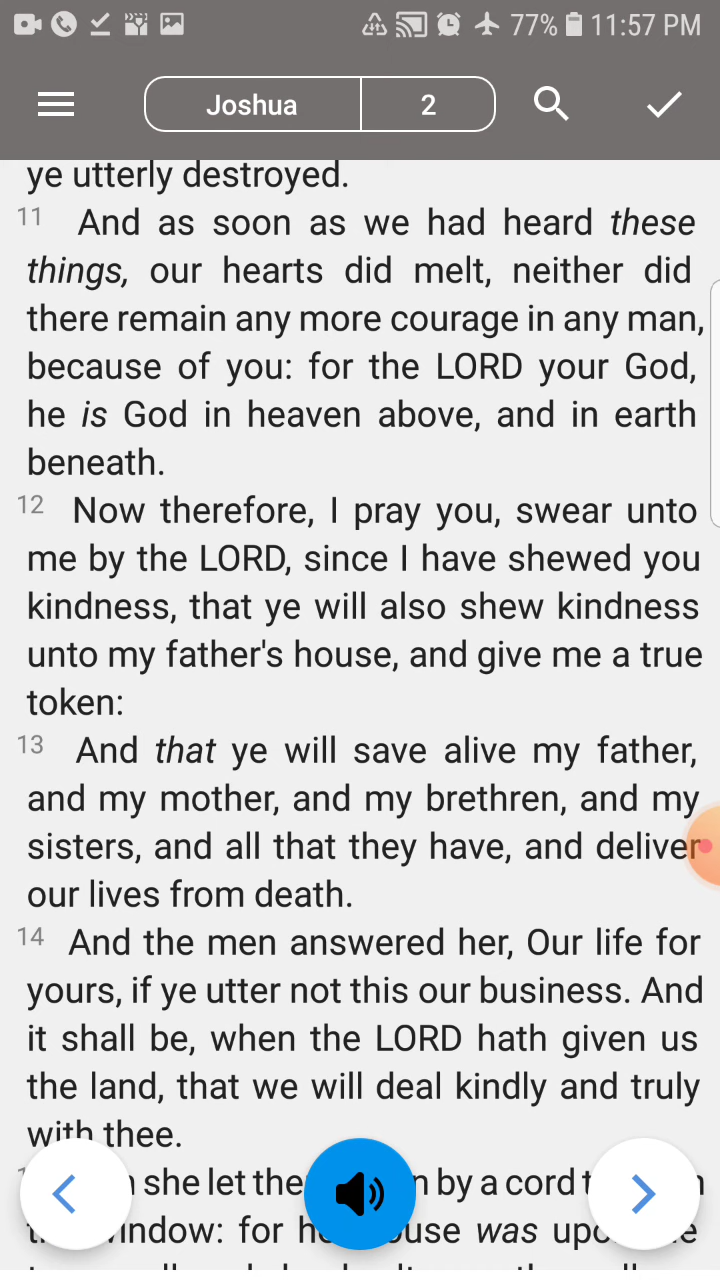 77% 11:57 PM
Joshua 2
ye utterly destroyed.
11 And as soon as we had heard these
things, our hearts did melt, neither did
there remain any more courage in any man,
because of you: for the LORD your God,
he is God in heaven above, and in earth
beneath.
12 Now therefore, I pray you, swear unto
me by the LORD, since I have shewed you
kindness, that ye will also shew kindness
unto my father's house, and give me a true
token:
13 And that ye will save alive my father,
and my mother, and my brethren, and my
sisters, and all that they have, and deliver
our lives from death.
14 And the men answered her, Our life for
yours, if ye utter not this our business. And
it shall be, when the LORD hath given us
the land, that we will deal kindly and truly
with thee.
she let by a cord
for was